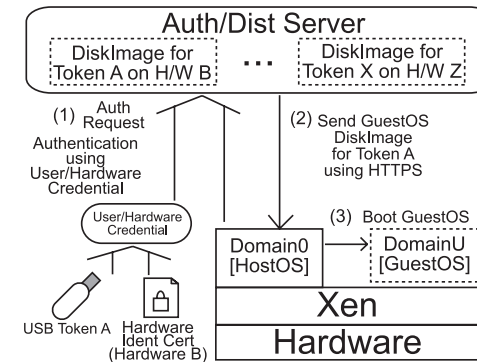 Auth/Dist Server
DiskImage for
Token A on H/W B
...
DiskImage for
Token X on H/W Z
(1) Auth
Request
Authentication
using
User/Hardware
Credential
(2) Send GuestOS
DiskImage
for Token A
using HTTPS
User/Hardware
Credential
(3) Boot GuestOS
Domain0
[HostOS]
DomainU
[GuestOS]
USB Token A
Hardware
Ident Cert
(Hardware B)
Xen
Hardware